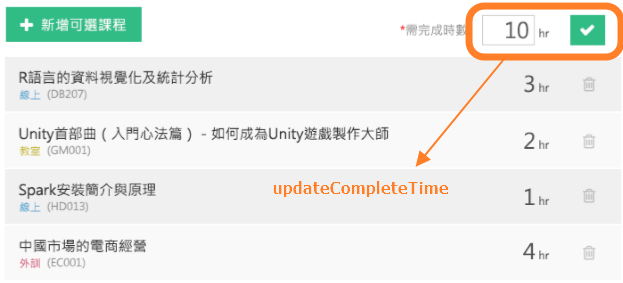 + 新增可選課程
*需完成時數 10 hr
R語言的資料視覺化及統計分析
線上 (DB207)
3 hr
Unity首部曲（入門心法篇）- 如何成為Unity遊戲製作大師
教室 (GM001)
2 hr
Spark安裝簡介與原理
線上 (HD013)
1 hr
updateCompleteTime
中國市場的電商經營
外訓 (EC001)
4 hr